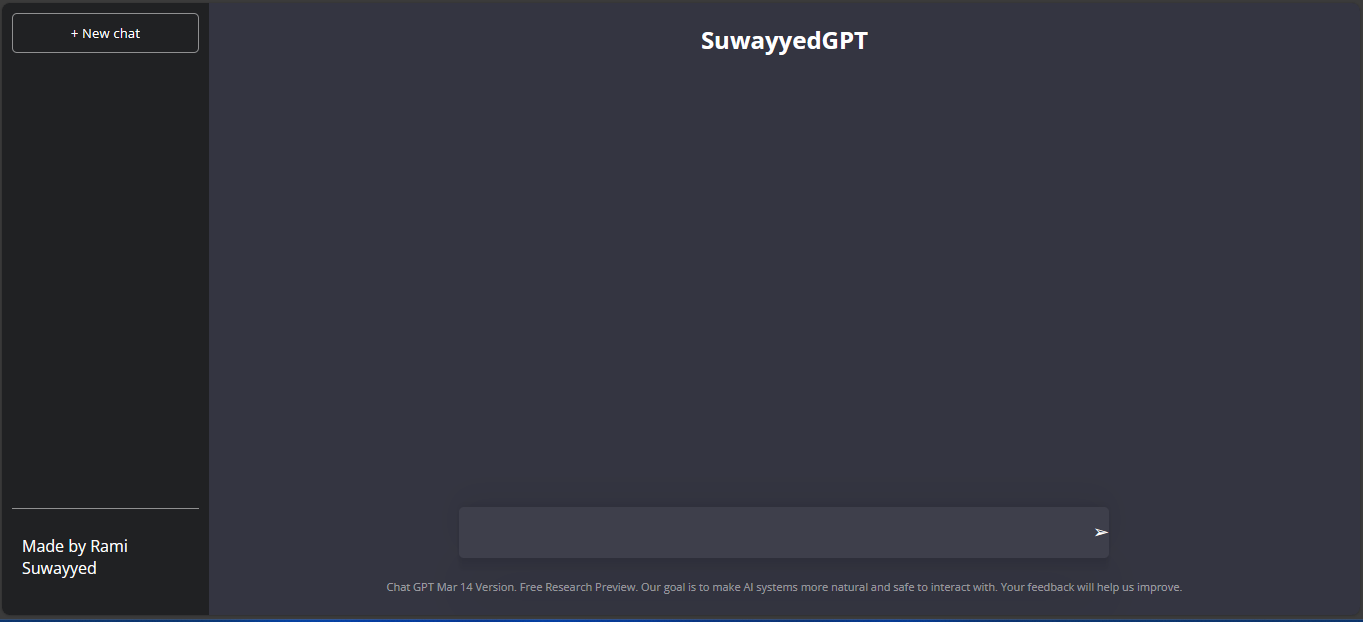 + New chat
SuwayyedGPT
Made by Rami
Suwayyed
Chat GPT Mar 14 Version. Free Research Preview. Our goal is to make AI systems more natural and safe to interact with. Your feedback will help us improve.